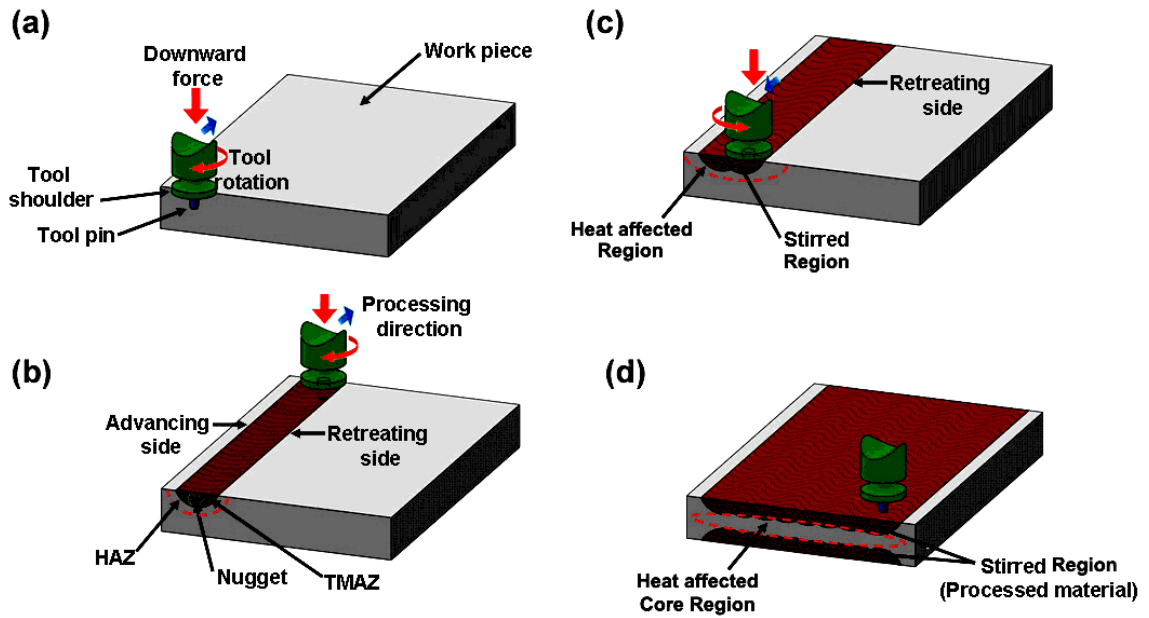 (a)
Downward
force
Work piece
Tool
rotation
Tool
shoulder
Tool pin
(b)
Processing
direction
Advancing
side
Retreating
side
HAZ
Nugget
TMAZ
(c)
Retreating
side
Heat affected
Region
Stirred
Region
(d)
Heat affected
Core Region
Stirred Region
(Processed material)